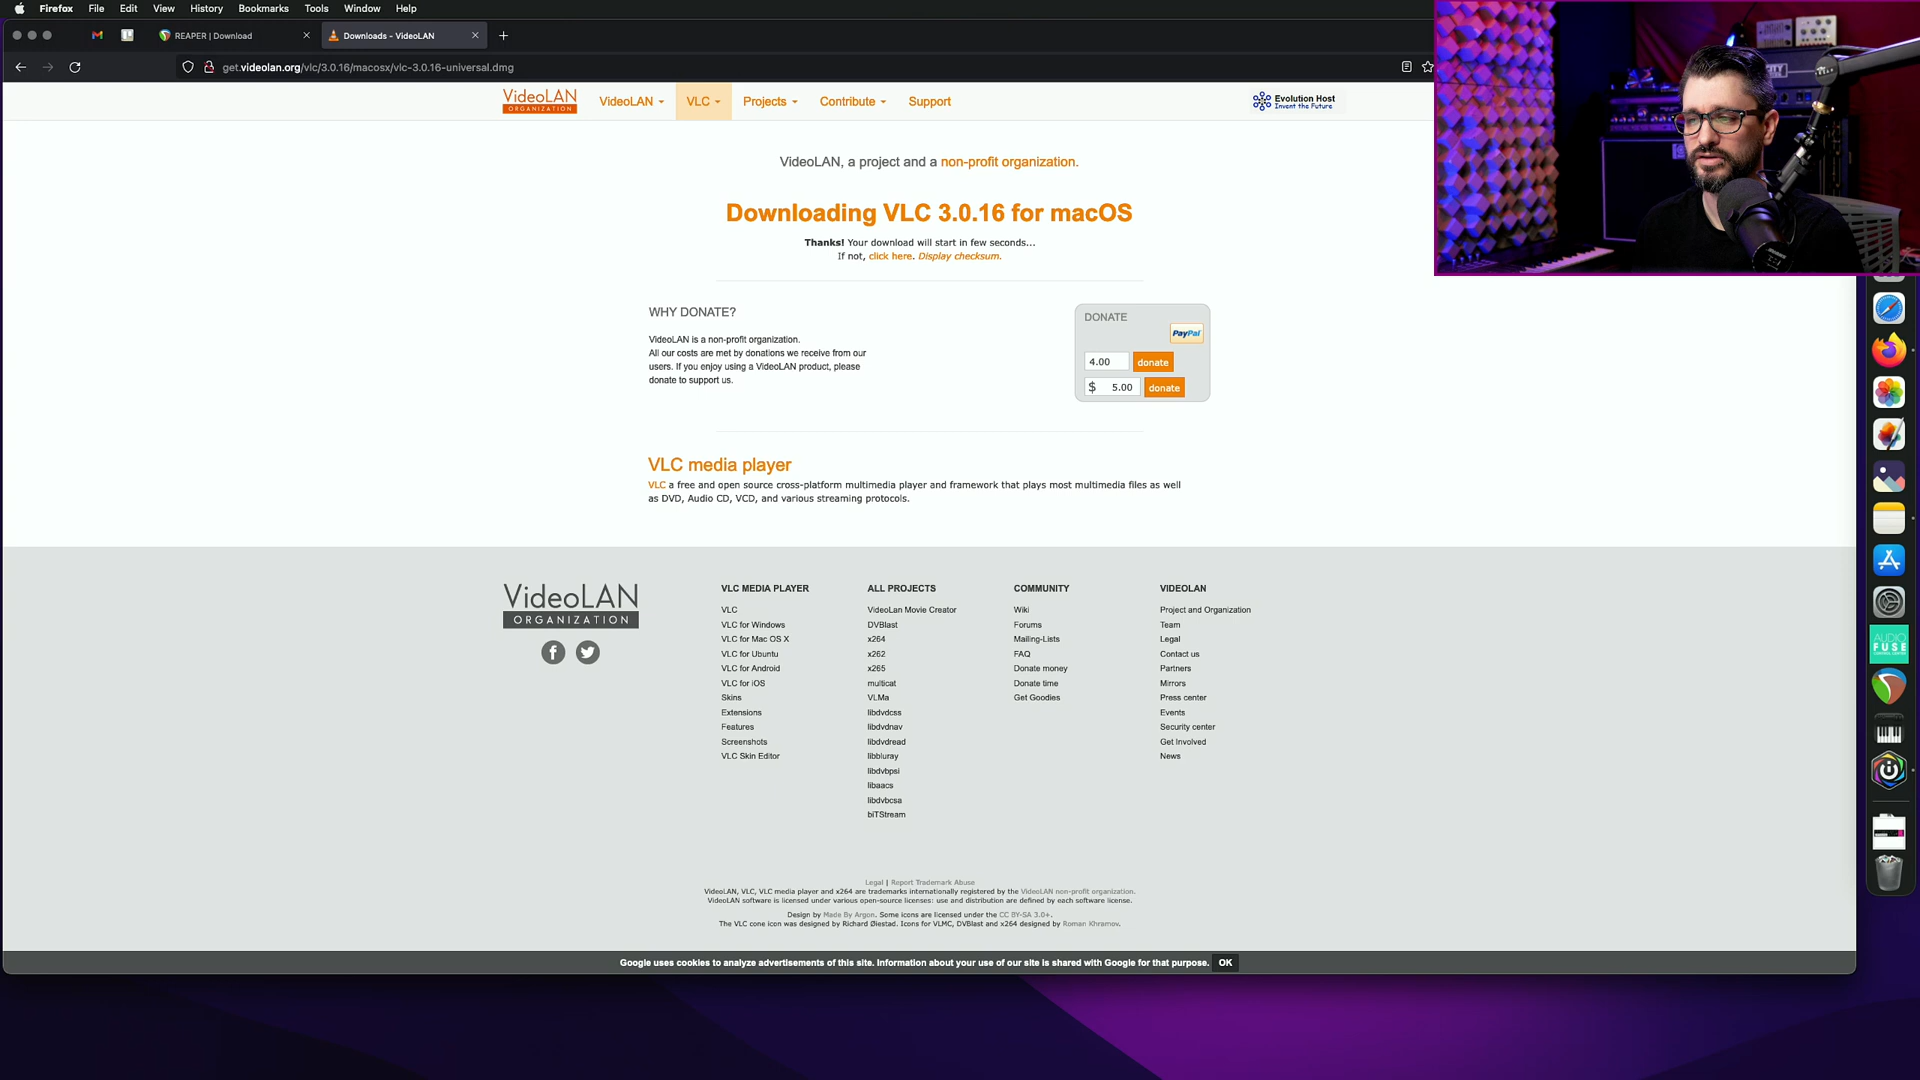 Firefox File Edit View History Bookmarks Tools Window Help
REAPER | Download
Downloads - VideoLAN
get.videolan.org/vlc/3.0.16/macosx/vlc-3.0.16-universal.dmg
VideoLAN
ORGANIZATION
VideoLAN VLC Projects Contribute Support
Evolution Host
Invent the Future
VideoLAN, a project and a non-profit organization.
Downloading VLC 3.0.16 for macOS
Thanks! Your download will start in few seconds...
If not, click here. Display checksum.
WHY DONATE?
VideoLAN is a non-profit organization.
All our costs are met by donations we receive from our
users. If you enjoy using a VideoLAN product, please
donate to support us.
DONATE
PayPal
4.00 donate
$ 5.00 donate
VLC media player
VLC a free and open source cross-platform multimedia player and framework that plays most multimedia files as well
as DVD, Audio CD, VCD, and various streaming protocols.
VideoLAN
ORGANIZATION
VLC MEDIA PLAYER
VLC
VLC for Windows
VLC for Mac OS X
VLC for Ubuntu
VLC for Android
VLC for iOS
Skins
Extensions
Features
Screenshots
VLC Skin Editor
ALL PROJECTS
VideoLan Movie Creator
DVBlast
x264
x262
x265
multicat
VLMa
libdvdcss
libdvdnav
libdvdread
libbluray
libdvbpsi
libaacs
libdvbcsa
biTStream
COMMUNITY
Wiki
Forums
Mailing-Lists
FAQ
Donate money
Donate time
Get Goodies
VIDEOLAN
Project and Organization
Team
Legal
Contact us
Partners
Mirrors
Press center
Events
Security center
Get Involved
News
Legal | Report Trademark Abuse
VideoLAN, VLC, VLC media player and x264 are trademarks internationally registered by the VideoLAN non-profit organization.
VideoLAN software is licensed under various open-source licenses: use and distribution are defined by each software license.
Design by Made By Argon. Some icons are licensed under the CC BY-SA 3.0+.
The VLC cone icon was designed by Richard Øiestad. Icons for VLMC, DVBlast and x264 designed by Roman Khramov.
Google uses cookies to analyze advertisements of this site. Information about your use of our site is shared with Google for that purpose. OK
AUDIO
FUSE